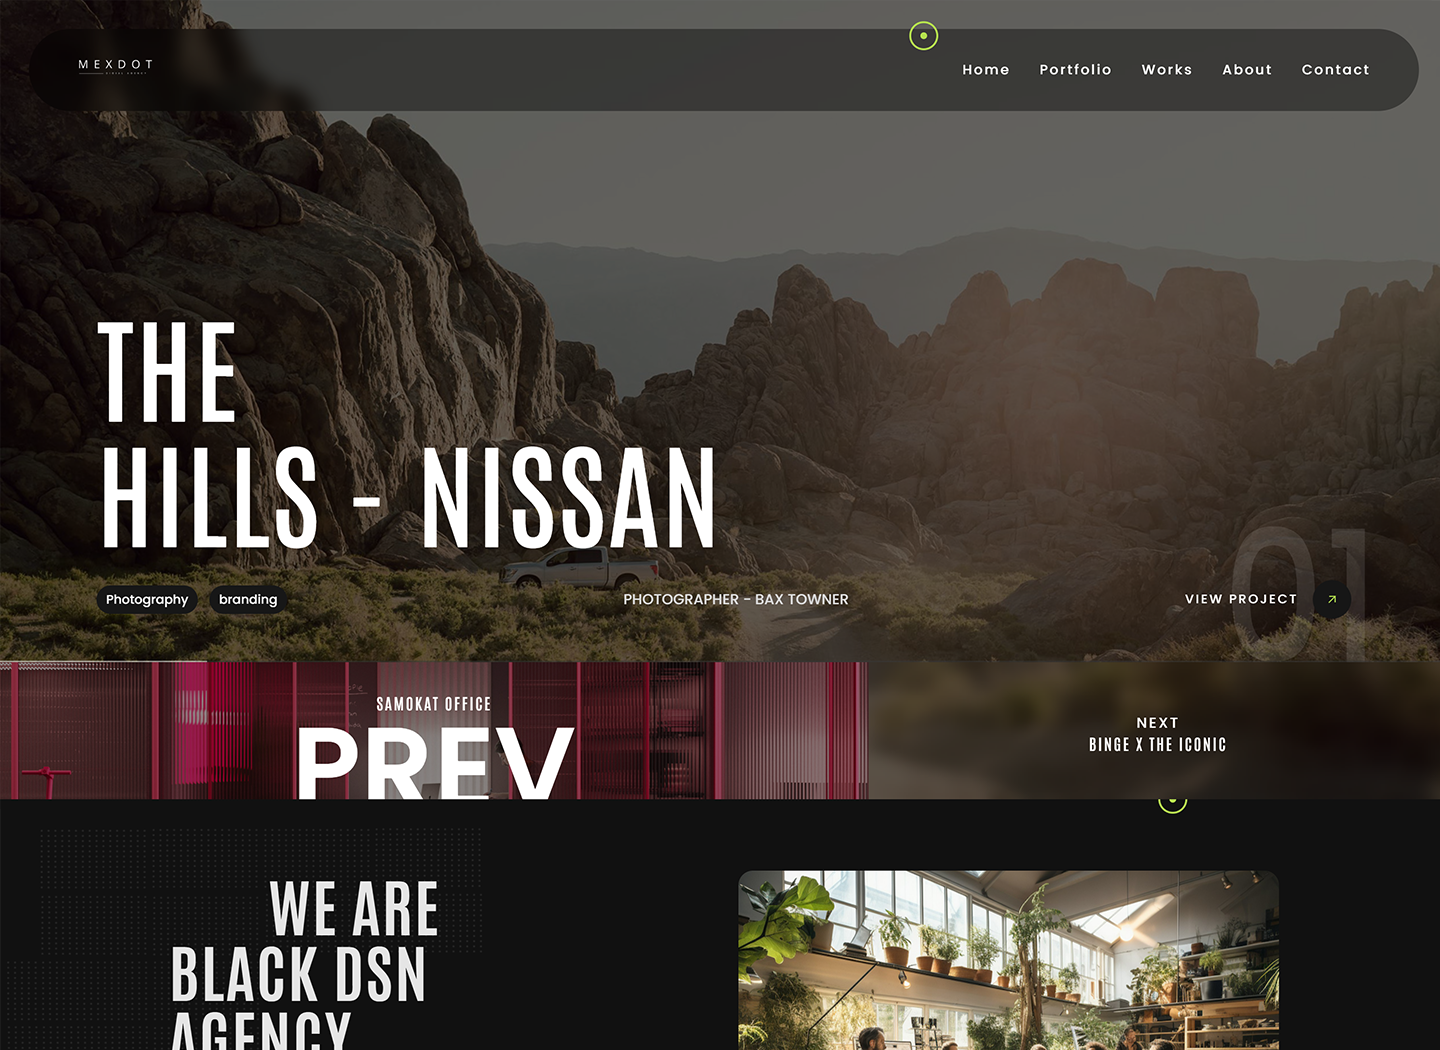 MEXDOT
Home Portfolio Works About Contact
THE
HILLS - NISSAN
01
Photography branding
PHOTOGRAPHER - BAX TOWNER
VIEW PROJECT
SAMOKAT OFFICE
PREV
NEXT
BINGE X THE ICONIC
WE ARE
BLACK DSN
AGENCY